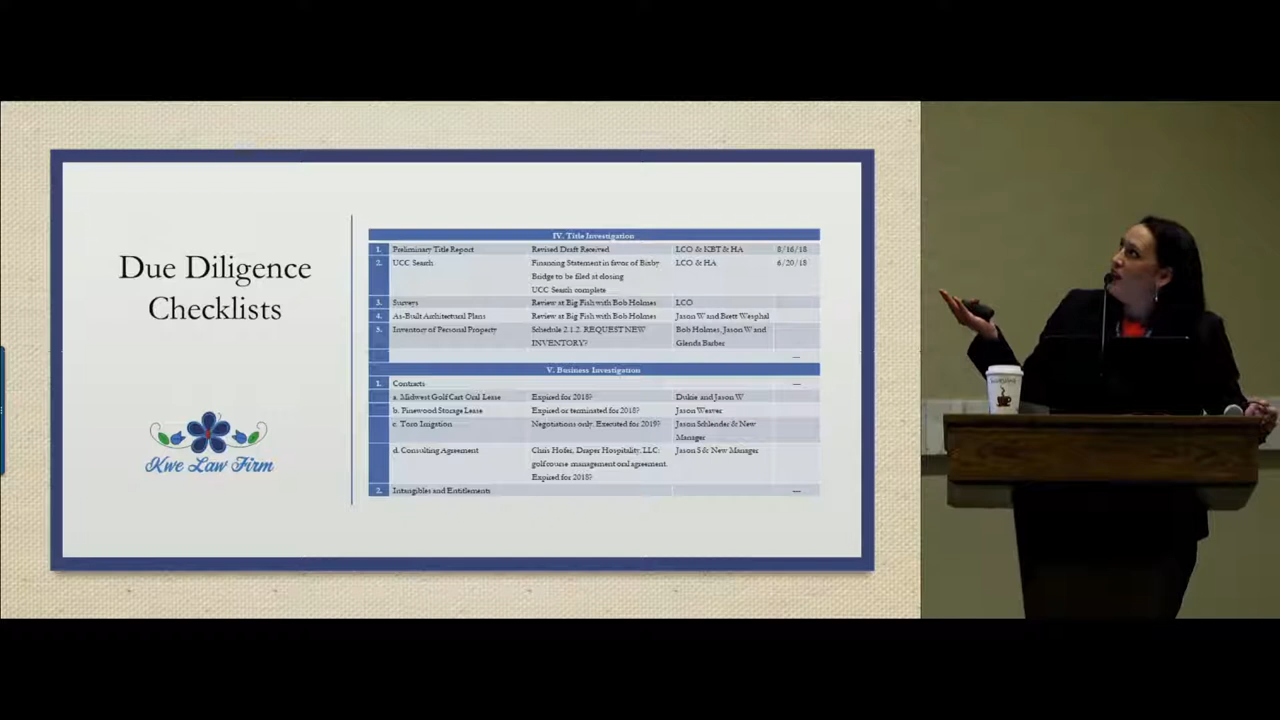 Due Diligence
Checklists
Kwe Law Firm
IV. Title Investigation
1. Preliminary Title Report Revised Draft Received LCO & KBT & HA 8/16/18
2. UCC Search Financing Statement in favor of Bixby LCO & HA 6/20/18
Bridge to be filed at closing
UCC Search complete
3. Surveys Review at Big Fish with Bob Holmes LCO
4. As-Built Architectural Plans Review at Big Fish with Bob Holmes Jason W and Brett Wesphal
5. Inventory of Personal Property Schedule 2.1.2. REQUEST NEW Bob Holmes, Jason W and
INVENTORY? Glenda Barber
---
V. Business Investigation
1. Contracts ---
a. Midwest Golf Cart Oral Lease Expired for 2018? Dukie and Jason W
b. Pinewood Storage Lease Expired or terminated for 2018? Jason Weaver
c. Toro Irrigation Negotiations only. Executed for 2019? Jason Schlender & New
Manager
d. Consulting Agreement Chris Hofer, Draper Hospitality, LLC: Jason S & New Manager
golf course management oral agreement.
Expired for 2018?
2. Intangibles and Entitlements ---